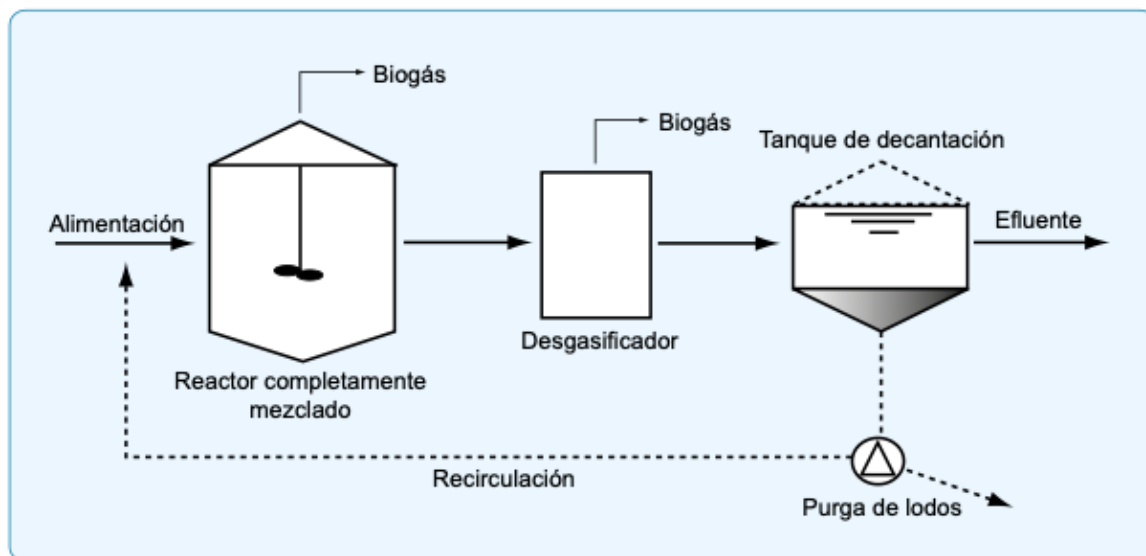 Biogás
Biogás
Tanque de decantación
Alimentación
Efluente
Desgasificador
Reactor completamente
mezclado
Recirculación
Purga de lodos